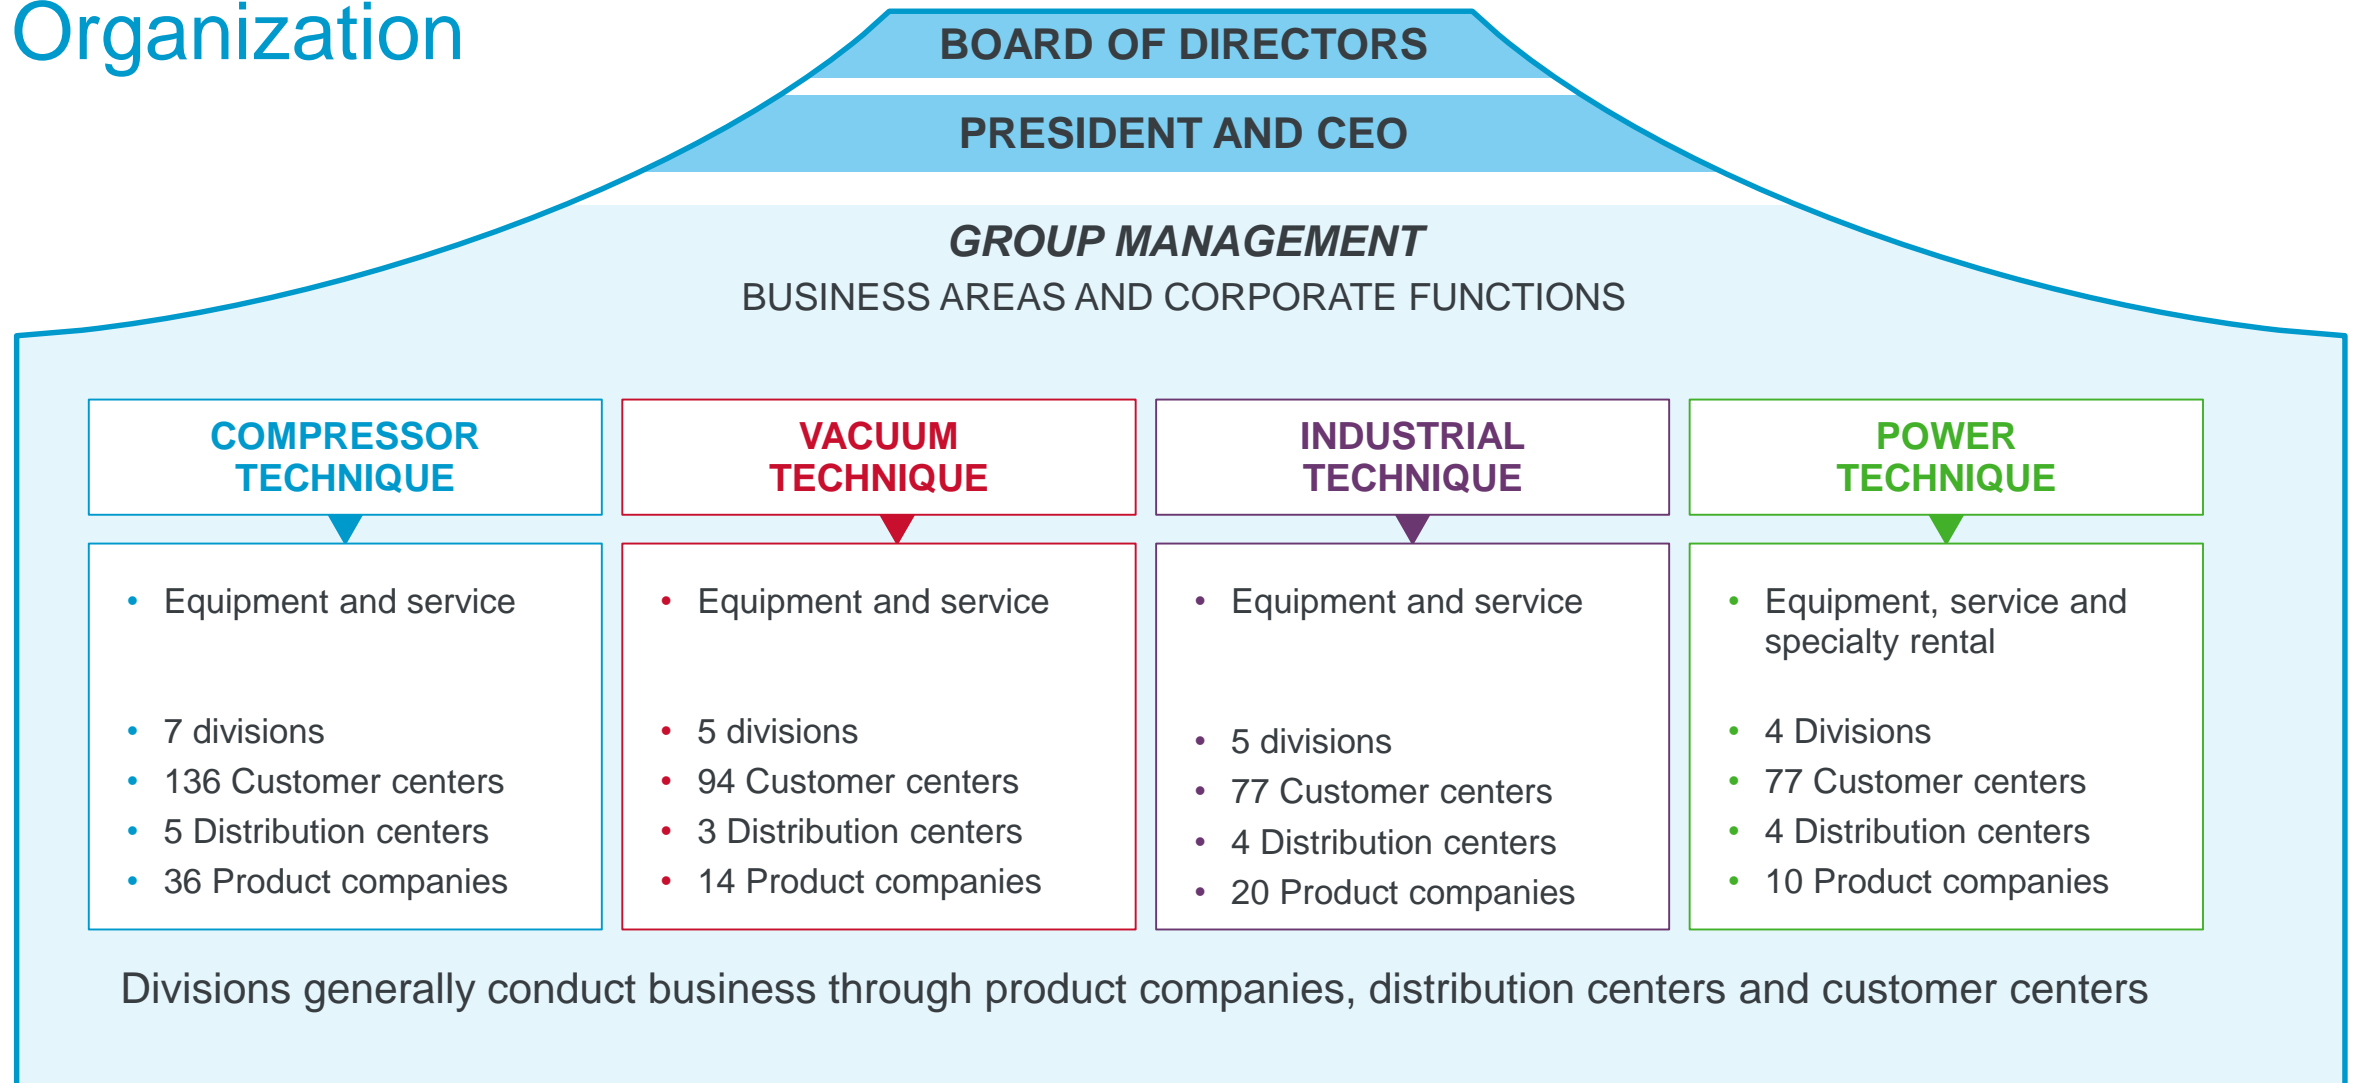 Organization
BOARD OF DIRECTORS
PRESIDENT AND CEO
GROUP MANAGEMENT
BUSINESS AREAS AND CORPORATE FUNCTIONS
COMPRESSOR
TECHNIQUE
• Equipment and service
• 7 divisions
• 136 Customer centers
• 5 Distribution centers
• 36 Product companies
VACUUM
TECHNIQUE
• Equipment and service
• 5 divisions
• 94 Customer centers
• 3 Distribution centers
• 14 Product companies
INDUSTRIAL
TECHNIQUE
• Equipment and service
• 5 divisions
• 77 Customer centers
• 4 Distribution centers
• 20 Product companies
POWER
TECHNIQUE
• Equipment, service and
specialty rental
• 4 Divisions
• 77 Customer centers
• 4 Distribution centers
• 10 Product companies
Divisions generally conduct business through product companies, distribution centers and customer centers